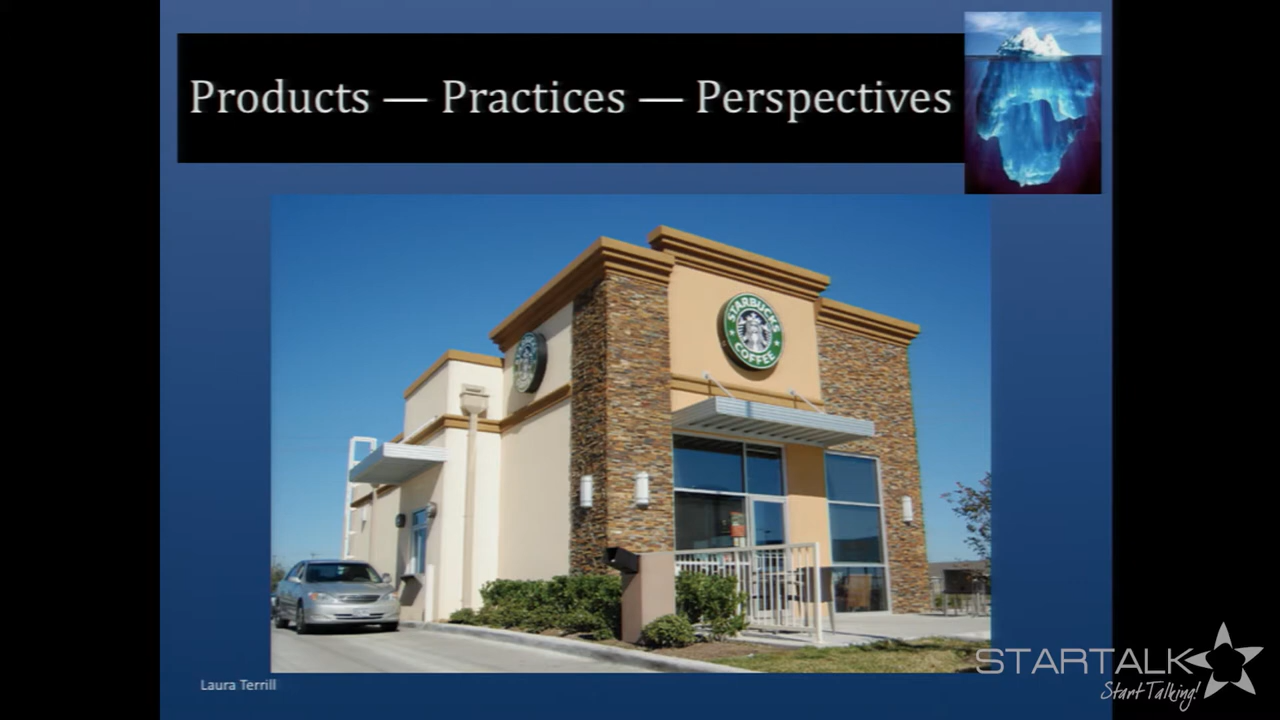 Products — Practices — Perspectives
STARBUCKS
COFFEE
Laura Terrill
STARTALK
Start Talking!